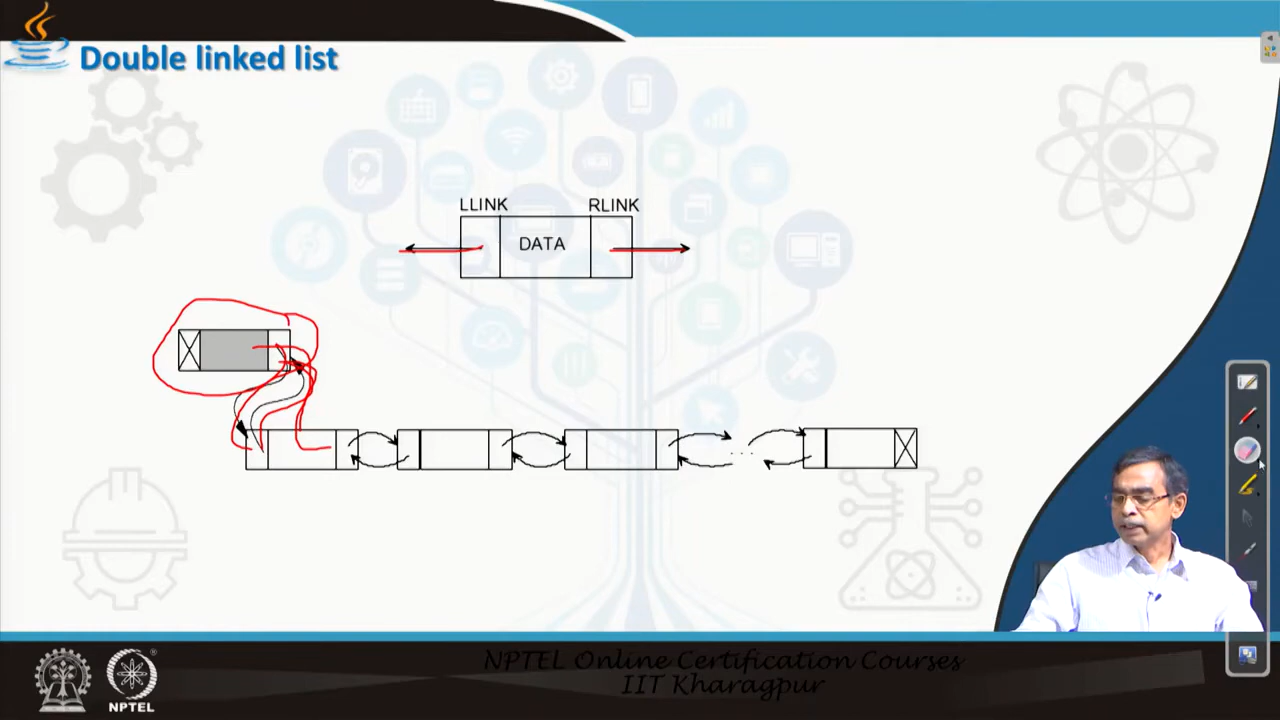 Double linked list
LLINK
RLINK
DATA
NPTEL Online Certification Courses
IIT Kharagpur
NPTEL